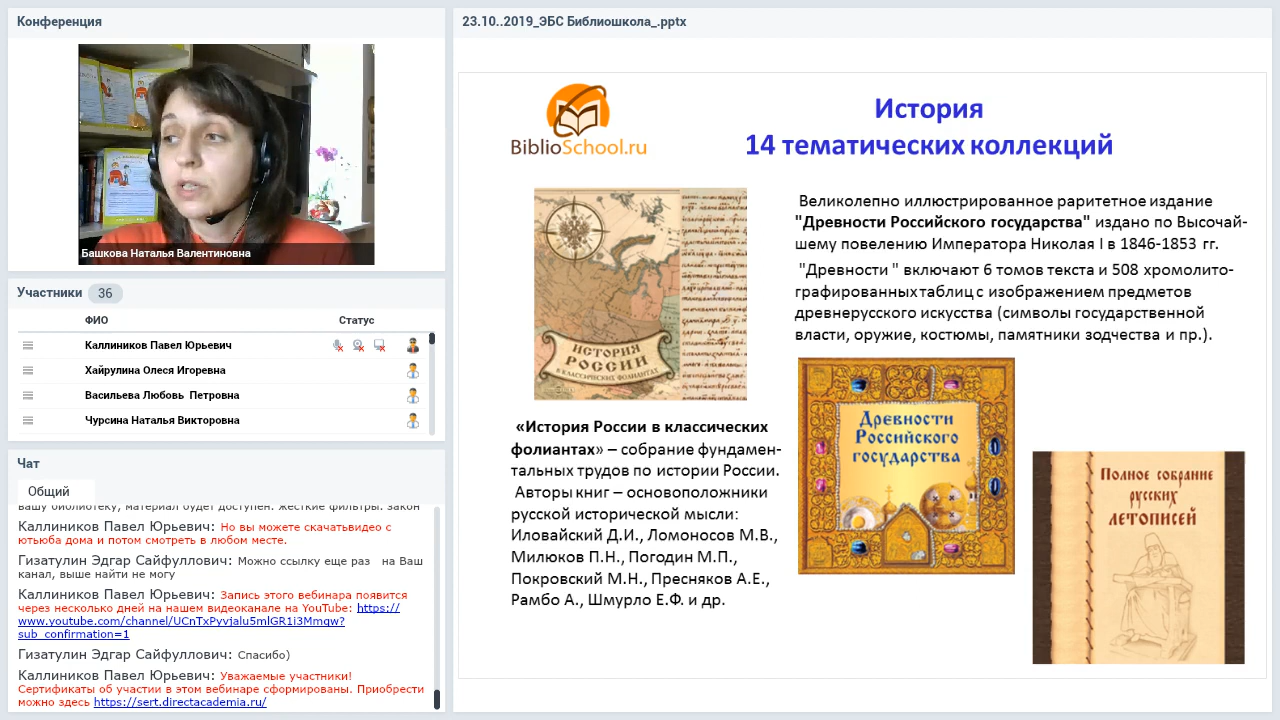 Конференция
Башкова Наталья Валентиновна
Участники 36
ФИО Статус
Каллиников Павел Юрьевич
Хайрулина Олеся Игоревна
Васильева Любовь Петровна
Чурсина Наталья Викторовна
Чат
Общий
вашу библиотеку, материал будет доступен. жесткие фильтры. закон
Каллиников Павел Юрьевич: Но вы можете скачатьвидео с
ютьюба дома и потом смотреть в любом месте.
Гизатулин Эдгар Сайфуллович: Можно ссылку еще раз на Ваш
канал, выше найти не могу
Каллиников Павел Юрьевич: Запись этого вебинара появится
через несколько дней на нашем видеоканале на YouTube: https://
www.youtube.com/channel/UCnTxPyvjalu5mlGR1i3Mmqw?
sub_confirmation=1
Гизатулин Эдгар Сайфуллович: Спасибо)
Каллиников Павел Юрьевич: Уважаемые участники!
Сертификаты об участии в этом вебинаре сформированы. Приобрести
можно здесь https://sert.directacademia.ru/
23.10..2019_ЭБС Библиошкола_.pptx
BiblioSchool.ru
История
14 тематических коллекций
ИСТОРИЯ
РОССИИ
В КЛАССИЧЕСКИХ ФОЛИАНТАХ
«История России в классических
фолиантах» – собрание фундамен-
тальных трудов по истории России.
Авторы книг – основоположники
русской исторической мысли:
Иловайский Д.И., Ломоносов М.В.,
Милюков П.Н., Погодин М.П.,
Покровский М.Н., Пресняков А.Е.,
Рамбо А., Шмурло Е.Ф. и др.
Великолепно иллюстрированное раритетное издание
"Древности Российского государства" издано по Высочай-
шему повелению Императора Николая I в 1846-1853 гг.
"Древности " включают 6 томов текста и 508 хромолито-
графированных таблиц с изображением предметов
древнерусского искусства (символы государственной
власти, оружие, костюмы, памятники зодчества и пр.).
Древности
Российского
государства
Полное собрание
русских
летописей